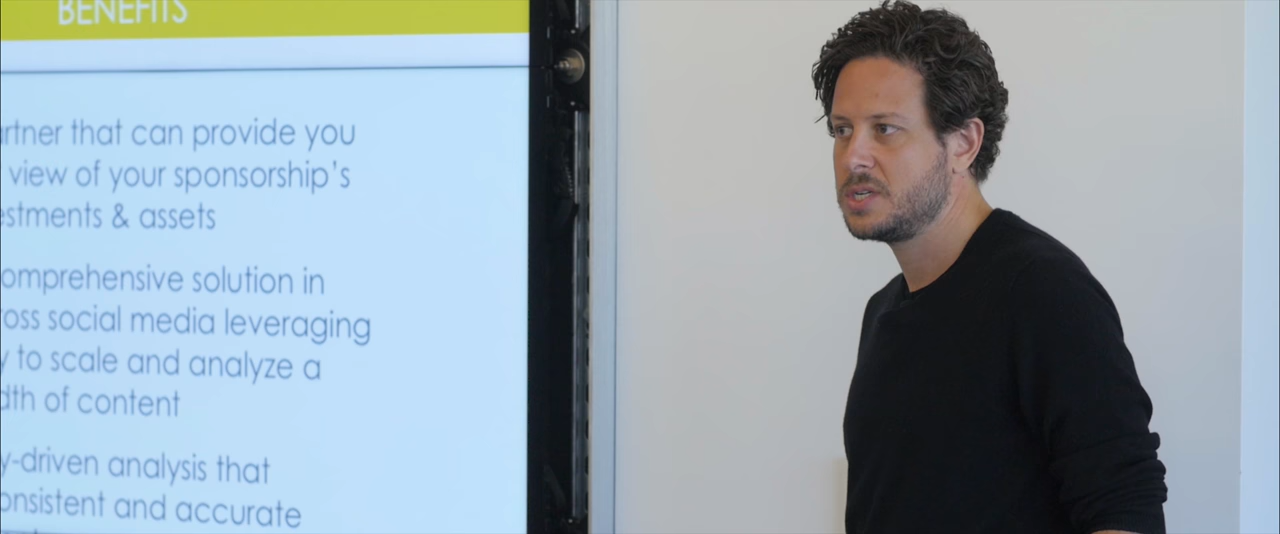 BENEFITS
artner that can provide you
view of your sponsorship's
estments & assets
omprehensive solution in
ross social media leveraging
y to scale and analyze a
dth of content
y-driven analysis that
onsistent and accurate